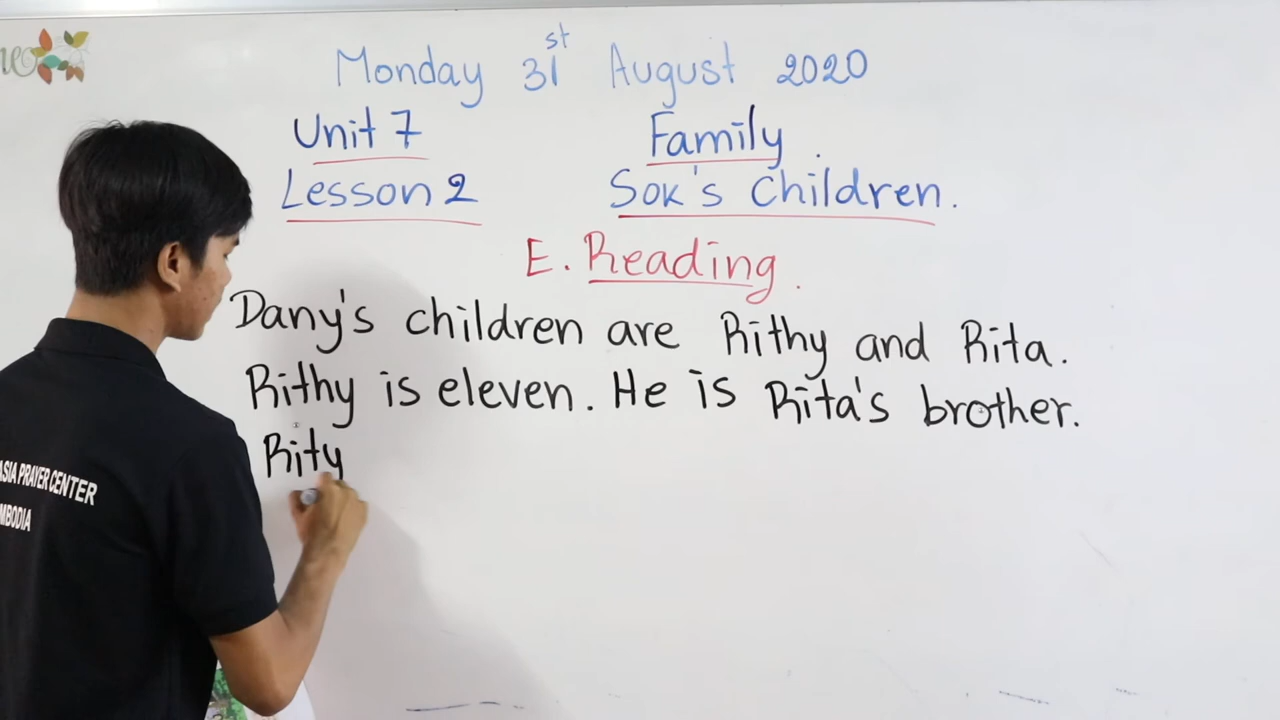 Monday 31st August 2020
Unit 7 Family.
Lesson 2 Sok's children.
E. Reading.
Dany's children are Rithy and Rita.
Rithy is eleven. He is Rita's brother.
Rity
ASIA PRAYER CENTER
MBODIA